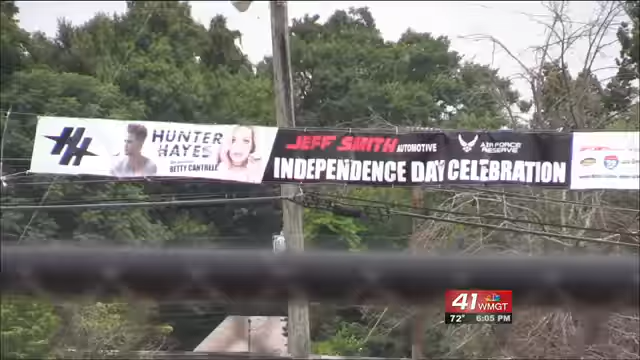 HH
HUNTER
HAYES
BETTY CANTRELL
JEFF SMITH AUTOMOTIVE
AIR FORCE
RESERVE
INDEPENDENCE DAY CELEBRATION
41
WMGT
72° 6:05 PM